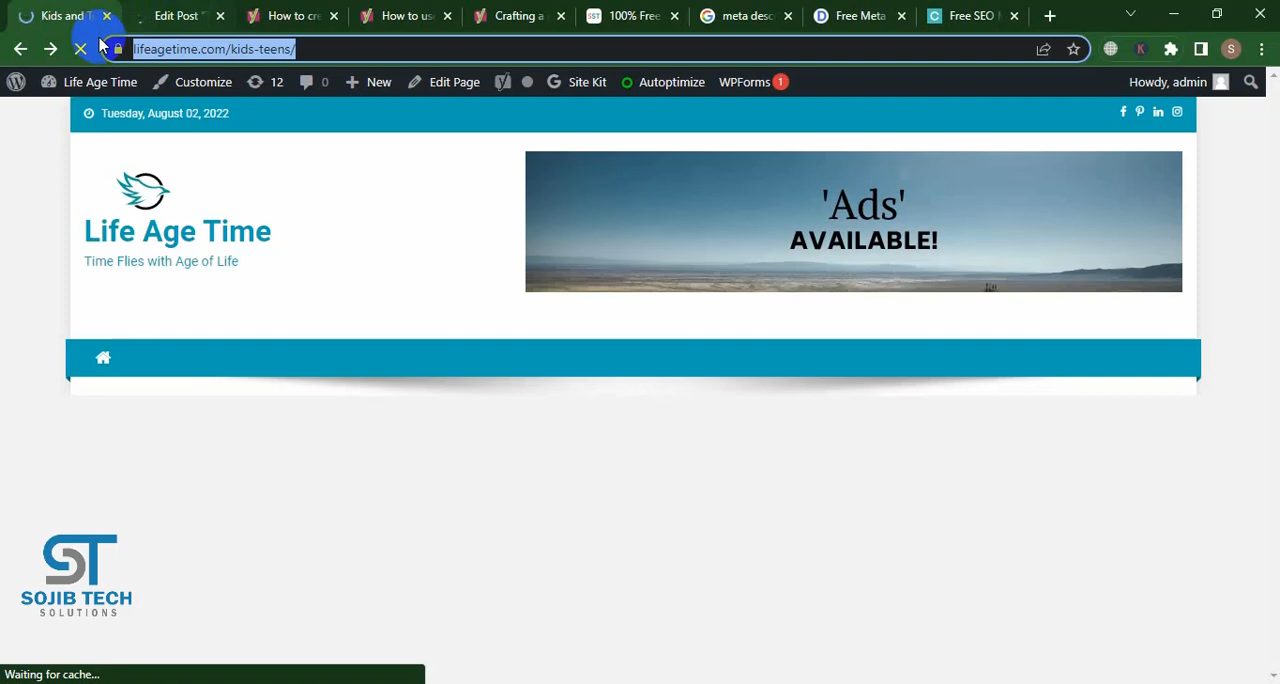 Kids and T
Edit Post "
How to cre
How to us
Crafting a
100% Free
meta desc
Free Meta
Free SEO
lifeagetime.com/kids-teens/
Life Age Time
Customize
12
0
New
Edit Page
Site Kit
Autoptimize
WPForms 1
Howdy, admin
Tuesday, August 02, 2022
'Ads'
AVAILABLE!
Life Age Time
Time Flies with Age of Life
ST
SOJIB TECH
SOLUTIONS
Waiting for cache...